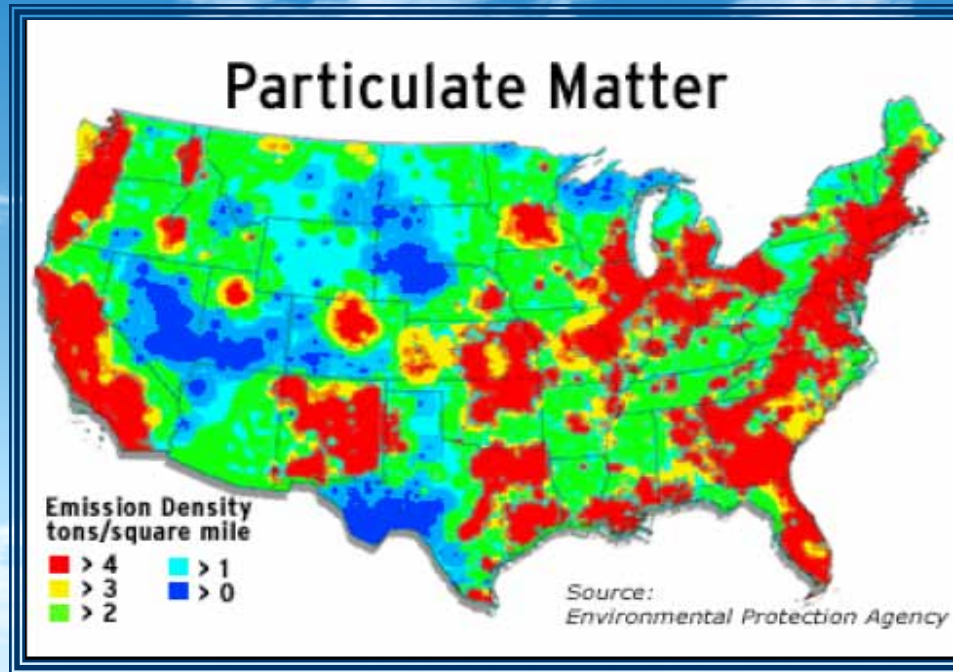 Particulate Matter
Emission Density
tons/square mile
> 4
> 3
> 2
> 1
> 0
Source:
Environmental Protection Agency